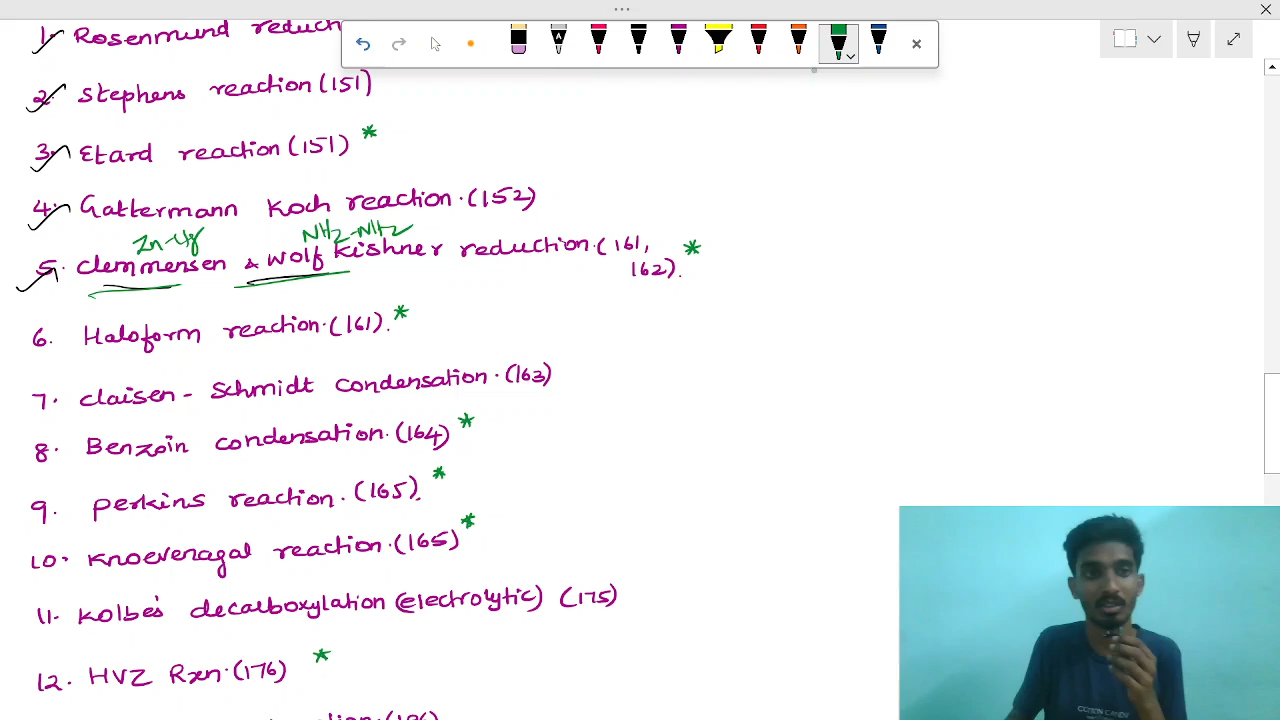 1. Rosenmund reduc
2. Stephens reaction (151)
3. Etard reaction (151) *
4. Gattermann Koch reaction. (152)
Zn-Hg NH2-NH2
5. Clemmensen & Wolf Kishner reduction. (161, *
162).
6. Haloform reaction. (161). *
7. Claisen - Schmidt condensation. (163)
8. Benzoin condensation. (164) *
9. Perkins reaction. (165). *
10. Knoevenagal reaction. (165) *
11. Kolbe's decarboxylation (electrolytic) (175)
12. HVZ Rxn. (176) *